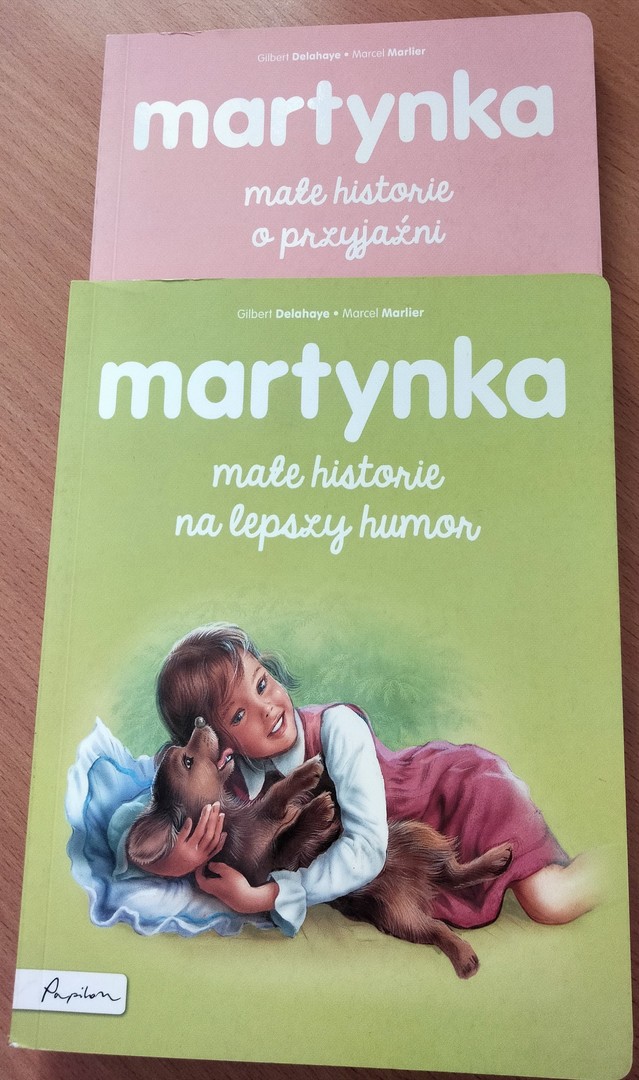 Gilbert Delahaye • Marcel Marlier
martynka
małe historie
o przyjaźni
Gilbert Delahaye • Marcel Marlier
martynka
małe historie
na lepszy humor
Papilon